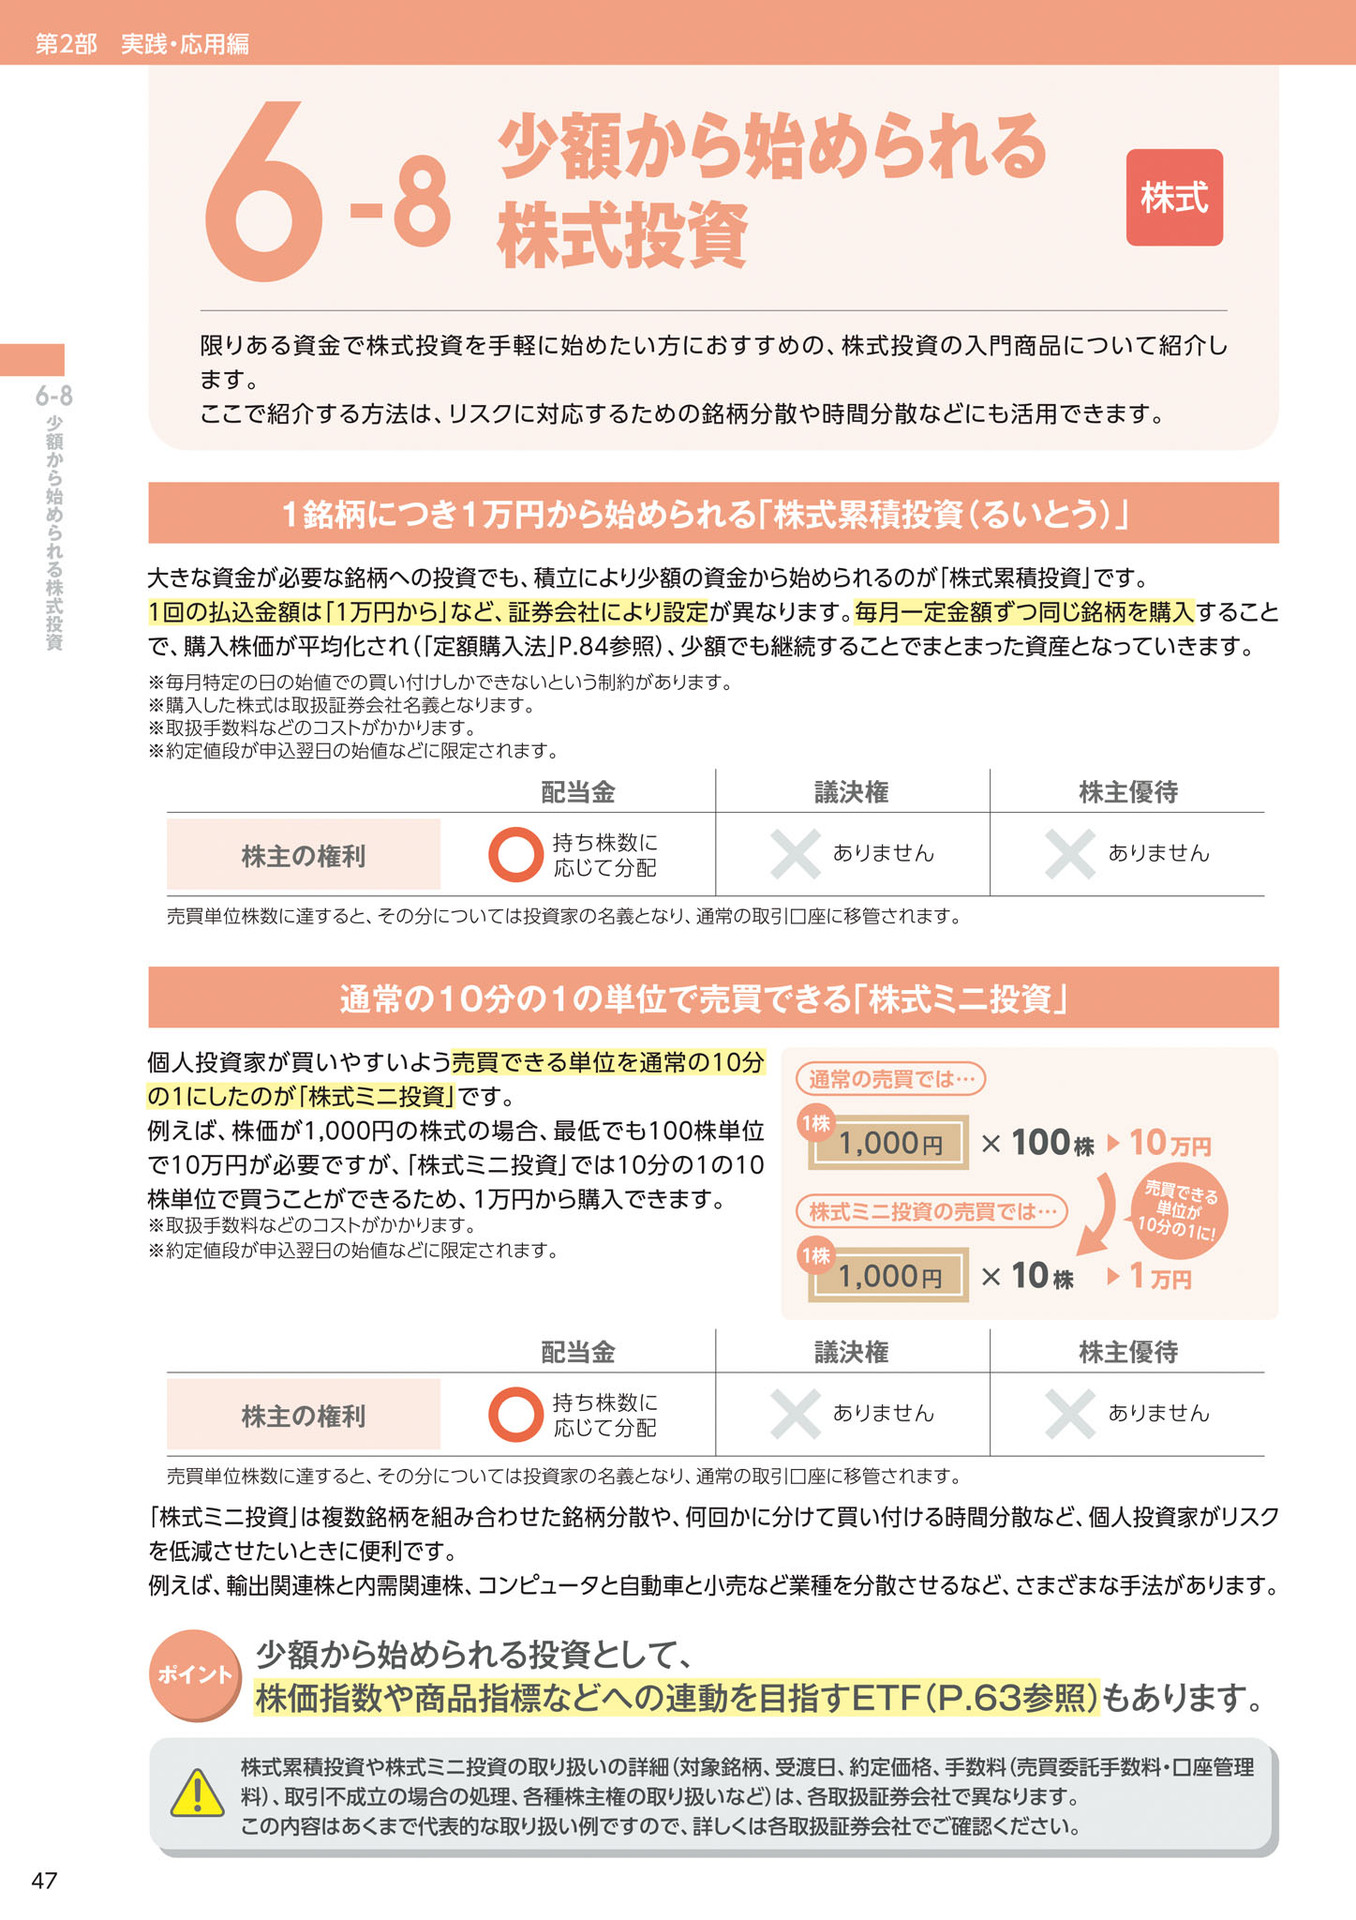 第2部　実践・応用編
6-8
少額から始められる
株式投資
株式
限りある資金で株式投資を手軽に始めたい方におすすめの、株式投資の入門商品について紹介し
ます。
ここで紹介する方法は、リスクに対応するための銘柄分散や時間分散などにも活用できます。
6-8
少額から始められる株式投資
1銘柄につき1万円から始められる「株式累積投資（るいとう）」
大きな資金が必要な銘柄への投資でも、積立により少額の資金から始められるのが「株式累積投資」です。
1回の払込金額は「1万円から」など、証券会社により設定が異なります。毎月一定金額ずつ同じ銘柄を購入すること
で、購入株価が平均化され（「定額購入法」P.84参照）、少額でも継続することでまとまった資産となっていきます。
※毎月特定の日の始値での買い付けしかできないという制約があります。
※購入した株式は取扱証券会社名義となります。
※取扱手数料などのコストがかかります。
※約定値段が申込翌日の始値などに限定されます。
配当金　議決権　株主優待
株主の権利　持ち株数に応じて分配　ありません　ありません
売買単位株数に達すると、その分については投資家の名義となり、通常の取引口座に移管されます。
通常の10分の1の単位で売買できる「株式ミニ投資」
個人投資家が買いやすいよう売買できる単位を通常の10分
の1にしたのが「株式ミニ投資」です。
例えば、株価が1,000円の株式の場合、最低でも100株単位
で10万円が必要ですが、「株式ミニ投資」では10分の1の10
株単位で買うことができるため、1万円から購入できます。
※取扱手数料などのコストがかかります。
※約定値段が申込翌日の始値などに限定されます。
通常の売買では…
1株 1,000円 × 100株 ▶ 10万円
売買できる
単位が
10分の1に!
株式ミニ投資の売買では…
1株 1,000円 × 10株 ▶ 1万円
配当金　議決権　株主優待
株主の権利　持ち株数に応じて分配　ありません　ありません
売買単位株数に達すると、その分については投資家の名義となり、通常の取引口座に移管されます。
「株式ミニ投資」は複数銘柄を組み合わせた銘柄分散や、何回かに分けて買い付ける時間分散など、個人投資家がリスク
を低減させたいときに便利です。
例えば、輸出関連株と内需関連株、コンピュータと自動車と小売など業種を分散させるなど、さまざまな手法があります。
ポイント
少額から始められる投資として、
株価指数や商品指標などへの連動を目指すETF（P.63参照）もあります。
株式累積投資や株式ミニ投資の取り扱いの詳細（対象銘柄、受渡日、約定価格、手数料（売買委託手数料・口座管理
料）、取引不成立の場合の処理、各種株主権の取り扱いなど）は、各取扱証券会社で異なります。
この内容はあくまで代表的な取り扱い例ですので、詳しくは各取扱証券会社でご確認ください。
47